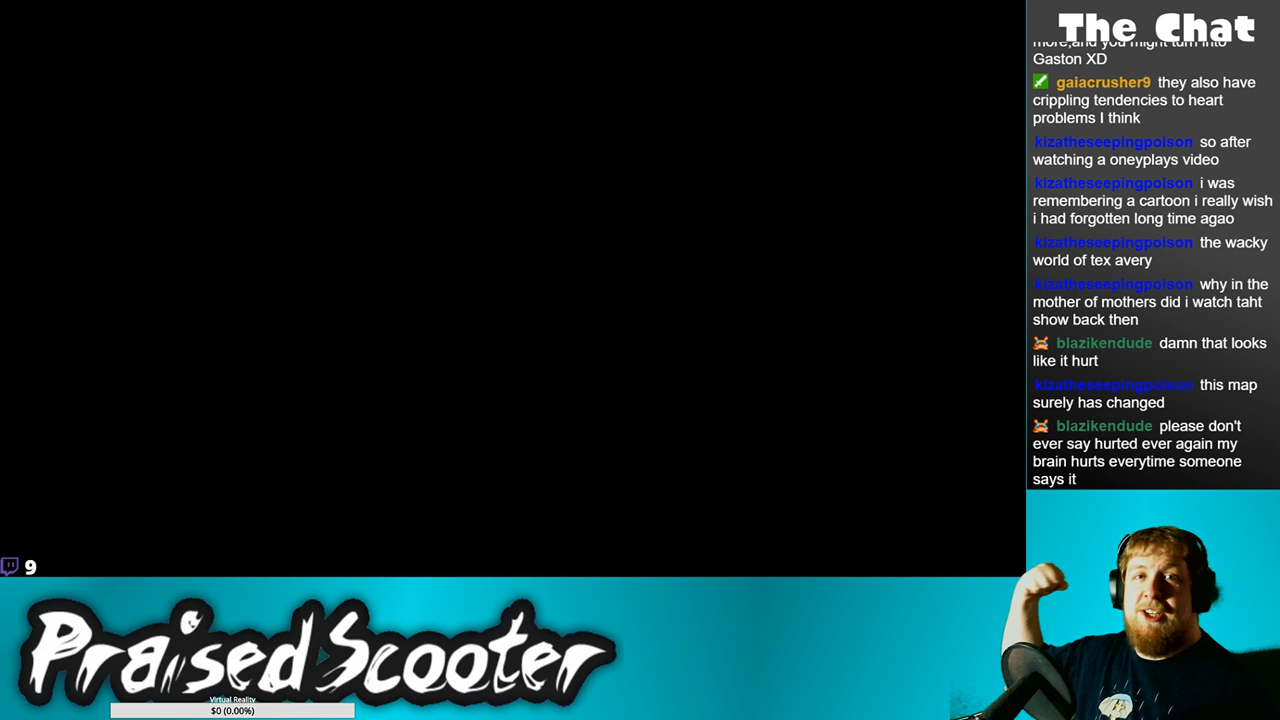 The Chat
more,and you might turn into
Gaston XD
gaiacrusher9 they also have
crippling tendencies to heart
problems I think
kizatheseepingpoison so after
watching a oneyplays video
kizatheseepingpoison i was
remembering a cartoon i really wish
i had forgotten long time agao
kizatheseepingpoison the wacky
world of tex avery
kizatheseepingpoison why in the
mother of mothers did i watch taht
show back then
blazikendude damn that looks
like it hurt
kizatheseepingpoison this map
surely has changed
blazikendude please don't
ever say hurted ever again my
brain hurts everytime someone
says it
9
PraisedScooter
Virtual Reality
$0 (0.00%)